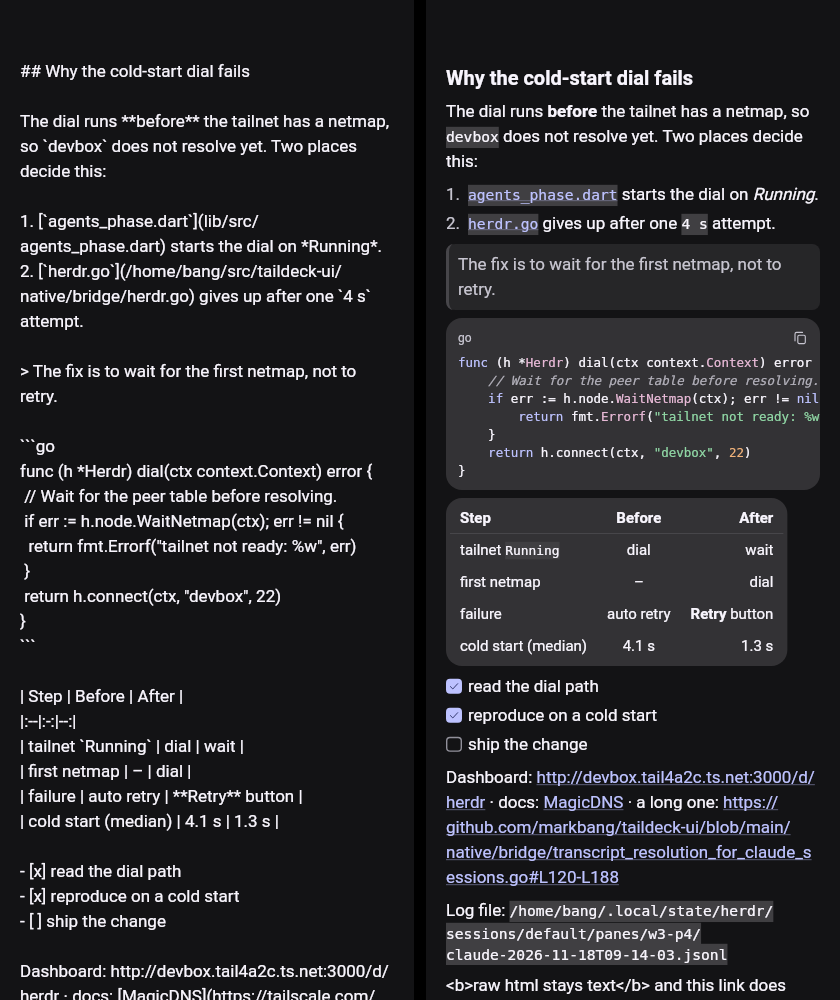 ## Why the cold-start dial fails
The dial runs **before** the tailnet has a netmap,
so `devbox` does not resolve yet. Two places
decide this:
1. [`agents_phase.dart`](lib/src/
agents_phase.dart) starts the dial on *Running*.
2. [`herdr.go`](/home/bang/src/taildeck-ui/
native/bridge/herdr.go) gives up after one `4 s`
attempt.
> The fix is to wait for the first netmap, not to
retry.
```go
func (h *Herdr) dial(ctx context.Context) error {
// Wait for the peer table before resolving.
if err := h.node.WaitNetmap(ctx); err != nil {
return fmt.Errorf("tailnet not ready: %w", err)
}
return h.connect(ctx, "devbox", 22)
}
```
| Step | Before | After |
|:--|:-:|--:|
| tailnet `Running` | dial | wait |
| first netmap | – | dial |
| failure | auto retry | **Retry** button |
| cold start (median) | 4.1 s | 1.3 s |
- [x] read the dial path
- [x] reproduce on a cold start
- [ ] ship the change
Dashboard: http://devbox.tail4a2c.ts.net:3000/d/
herdr · docs: [MagicDNS](https://tailscale.com/
Why the cold-start dial fails
The dial runs before the tailnet has a netmap, so
devbox does not resolve yet. Two places decide
this:
1. agents_phase.dart starts the dial on Running.
2. herdr.go gives up after one 4 s attempt.
The fix is to wait for the first netmap, not to
retry.
go
func (h *Herdr) dial(ctx context.Context) error
// Wait for the peer table before resolving.
if err := h.node.WaitNetmap(ctx); err != nil
return fmt.Errorf("tailnet not ready: %w
}
return h.connect(ctx, "devbox", 22)
}
Step Before After
tailnet Running dial wait
first netmap – dial
failure auto retry Retry button
cold start (median) 4.1 s 1.3 s
read the dial path
reproduce on a cold start
ship the change
Dashboard: http://devbox.tail4a2c.ts.net:3000/d/
herdr · docs: MagicDNS · a long one: https://
github.com/markbang/taildeck-ui/blob/main/
native/bridge/transcript_resolution_for_claude_s
essions.go#L120-L188
Log file: /home/bang/.local/state/herdr/
sessions/default/panes/w3-p4/
claude-2026-11-18T09-14-03.jsonl
<b>raw html stays text</b> and this link does